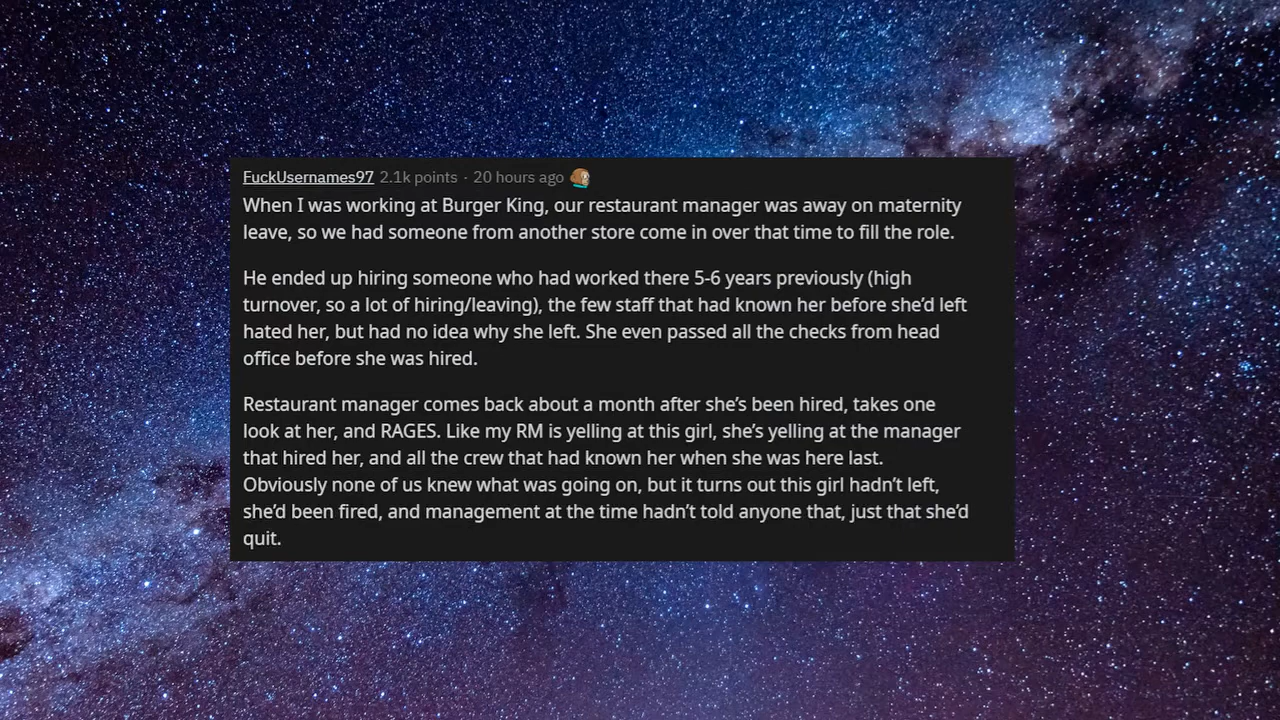 FuckUsernames97 2.1k points · 20 hours ago
When I was working at Burger King, our restaurant manager was away on maternity
leave, so we had someone from another store come in over that time to fill the role.
He ended up hiring someone who had worked there 5-6 years previously (high
turnover, so a lot of hiring/leaving), the few staff that had known her before she’d left
hated her, but had no idea why she left. She even passed all the checks from head
office before she was hired.
Restaurant manager comes back about a month after she’s been hired, takes one
look at her, and RAGES. Like my RM is yelling at this girl, she’s yelling at the manager
that hired her, and all the crew that had known her when she was here last.
Obviously none of us knew what was going on, but it turns out this girl hadn’t left,
she’d been fired, and management at the time hadn’t told anyone that, just that she’d
quit.